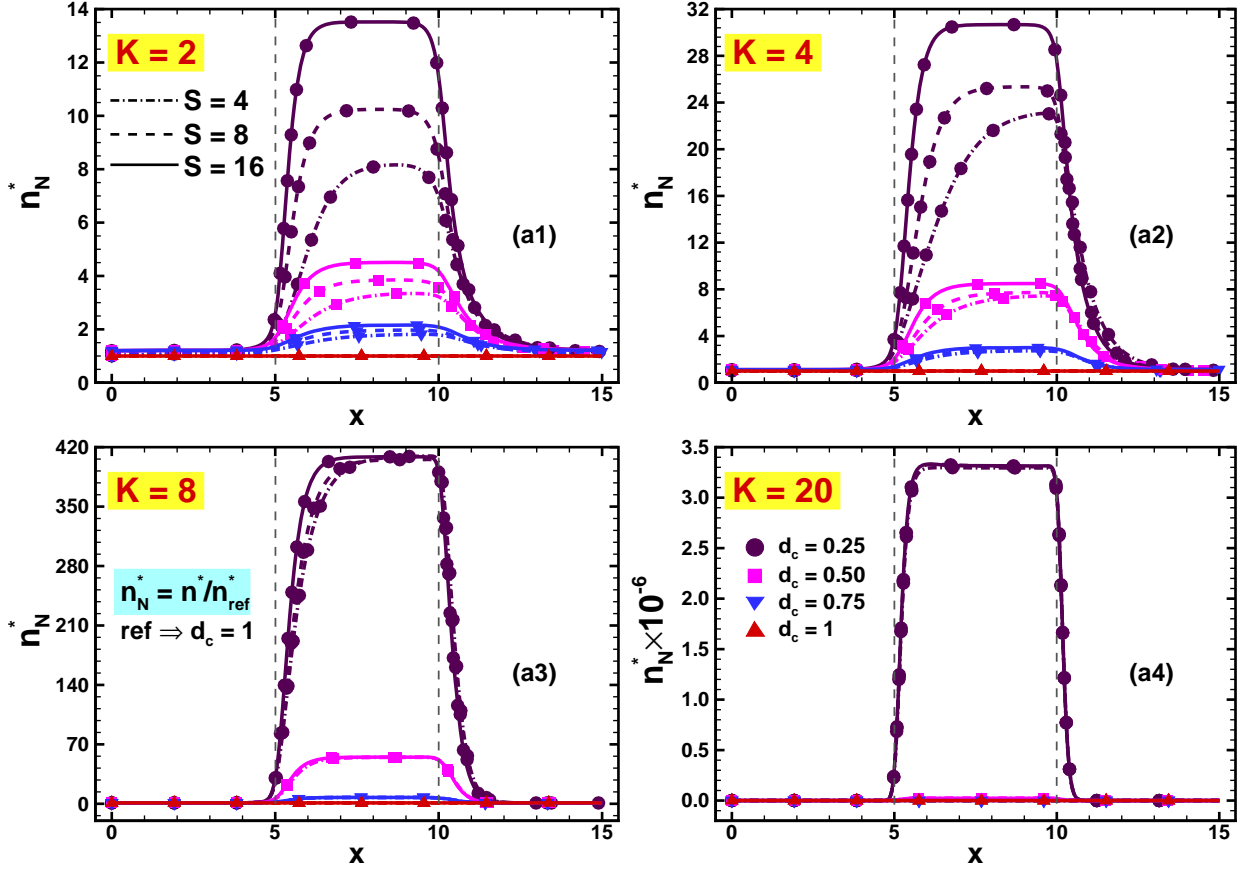 K = 2
S = 4
S = 8
S = 16
(a1)
n*N
x
0 5 10 15
0
2
4
6
8
10
12
14
K = 4
(a2)
n*N
x
0 5 10 15
0
4
8
12
16
20
24
28
32
K = 8
n*N = n*/n*ref
ref ⇒ dc = 1
(a3)
n*N
x
0 5 10 15
0
70
140
210
280
350
420
K = 20
dc = 0.25
dc = 0.50
dc = 0.75
dc = 1
(a4)
n*N×10-6
x
0 5 10 15
0.0
0.5
1.0
1.5
2.0
2.5
3.0
3.5